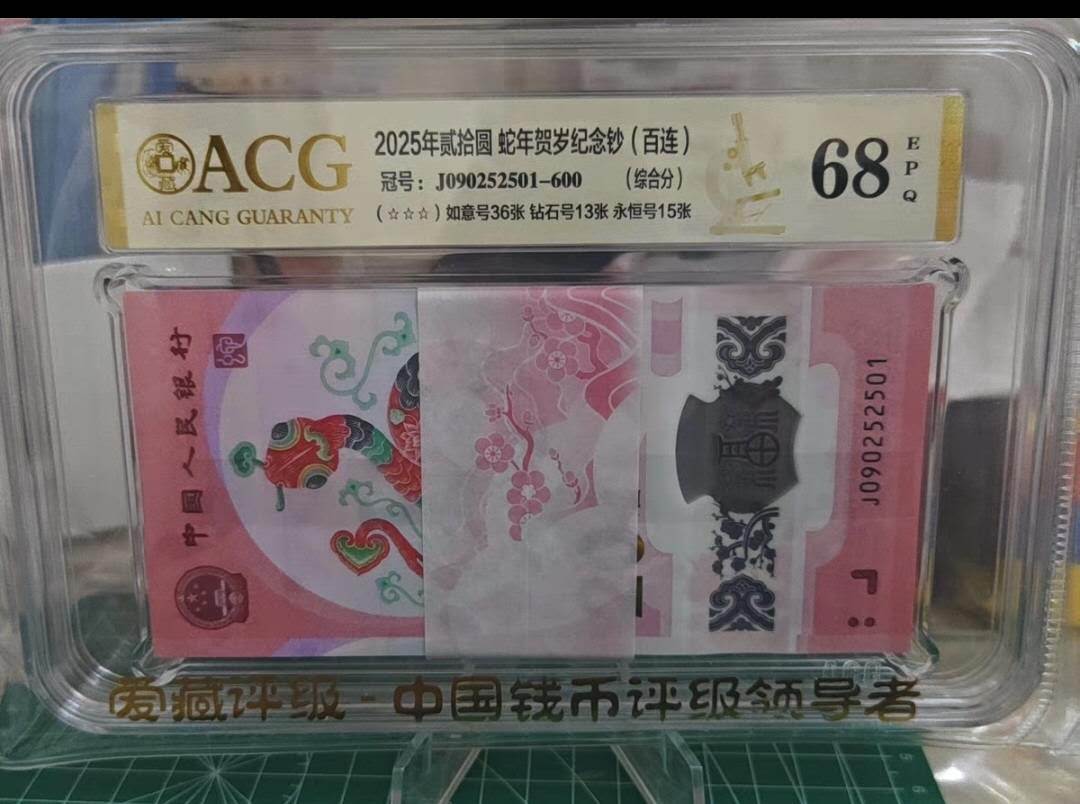 ACG
AI CANG GUARANTY
2025年贰拾圆 蛇年贺岁纪念钞（百连）
冠号：J090252501-600 （综合分）
（☆☆☆）如意号36张 钻石号13张 永恒号15张
68
EPQ
中国人民银行
J090252501
爱藏评级-中国钱币评级领导者